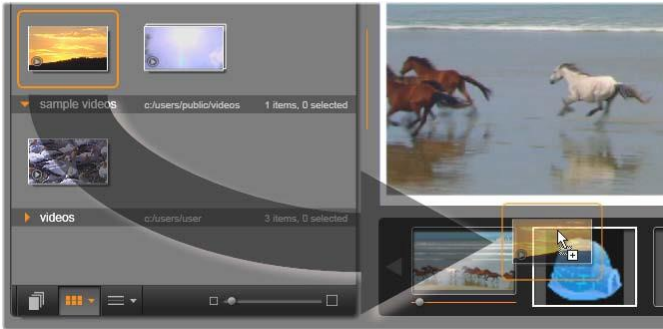 sample videos c:/users/public/videos 1 items, 0 selected
videos c:/users/user 3 items, 0 selected